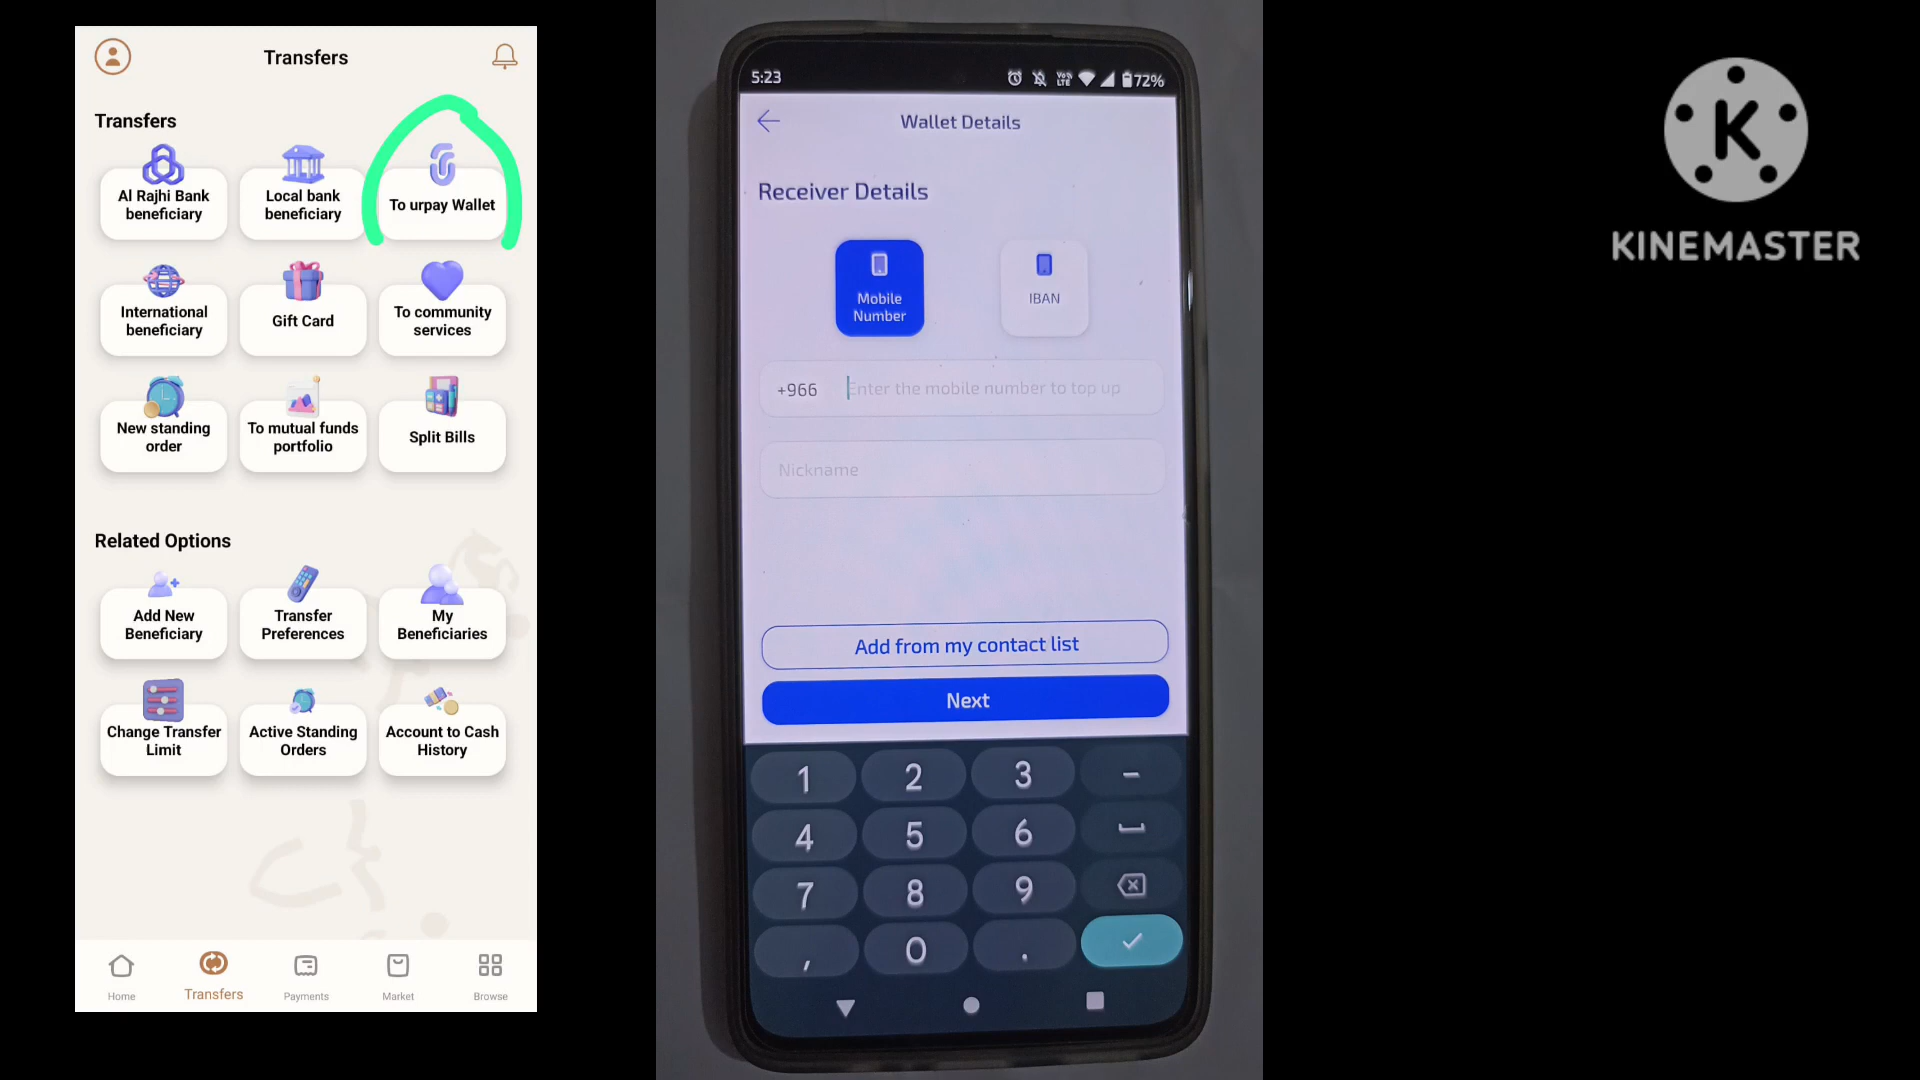 Transfers
Transfers
Al Rajhi Bank
beneficiary
Local bank
beneficiary
To urpay Wallet
International
beneficiary
Gift Card
To community
services
New standing
order
To mutual funds
portfolio
Split Bills
Related Options
Add New
Beneficiary
Transfer
Preferences
My
Beneficiaries
Change Transfer
Limit
Active Standing
Orders
Account to Cash
History
Home
Transfers
Payments
Market
Browse
5:23
72%
Wallet Details
Receiver Details
Mobile
Number
IBAN
+966 Enter the mobile number to top up
Nickname
Add from my contact list
Next
1 2 3 -
4 5 6
7 8 9
, 0 .
K
KINEMASTER